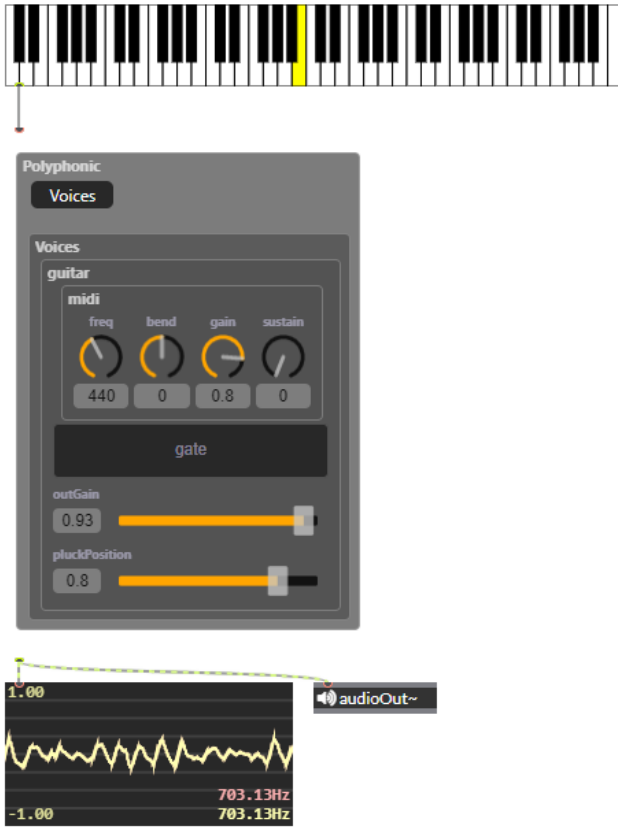 Polyphonic
Voices
Voices
guitar
midi
freq bend gain sustain
440 0 0.8 0
gate
outGain
0.93
pluckPosition
0.8
1.00
audioOut~
703.13Hz
-1.00 703.13Hz